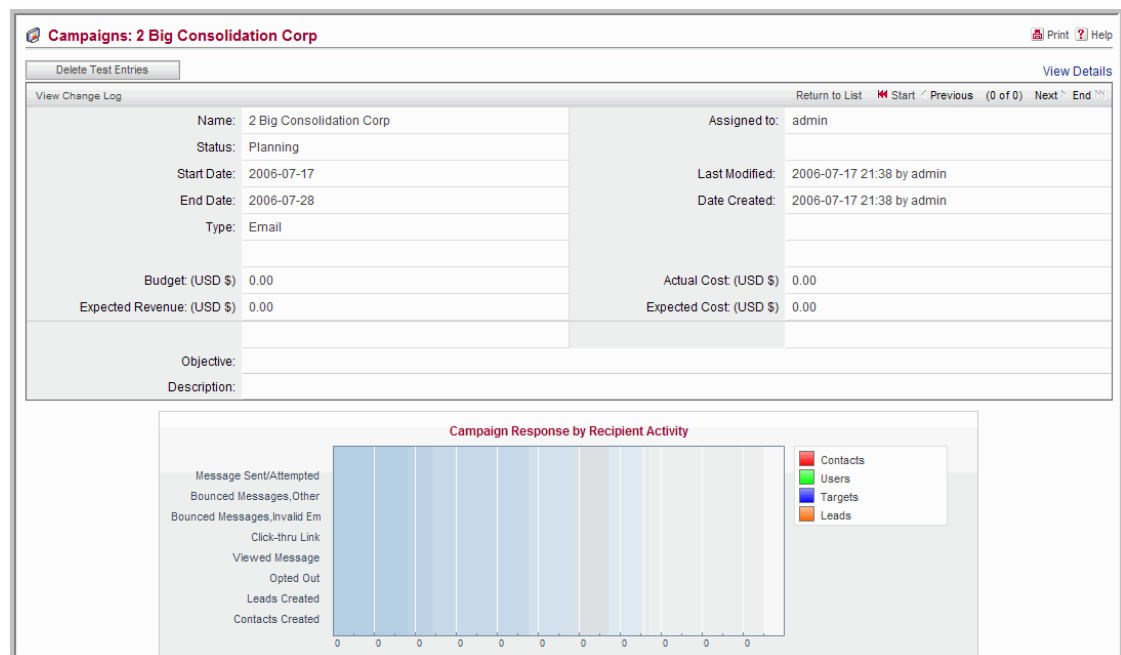 Campaigns: 2 Big Consolidation Corp Print ? Help
Delete Test Entries View Details
View Change Log Return to List Start Previous (0 of 0) Next End
Name: 2 Big Consolidation Corp Assigned to: admin
Status: Planning
Start Date: 2006-07-17 Last Modified: 2006-07-17 21:38 by admin
End Date: 2006-07-28 Date Created: 2006-07-17 21:38 by admin
Type: Email
Budget: (USD $) 0.00 Actual Cost: (USD $) 0.00
Expected Revenue: (USD $) 0.00 Expected Cost: (USD $) 0.00
Objective:
Description:
Campaign Response by Recipient Activity
Contacts
Users
Targets
Leads
Message Sent/Attempted
Bounced Messages,Other
Bounced Messages,Invalid Em
Click-thru Link
Viewed Message
Opted Out
Leads Created
Contacts Created
0 0 0 0 0 0 0 0 0 0 0